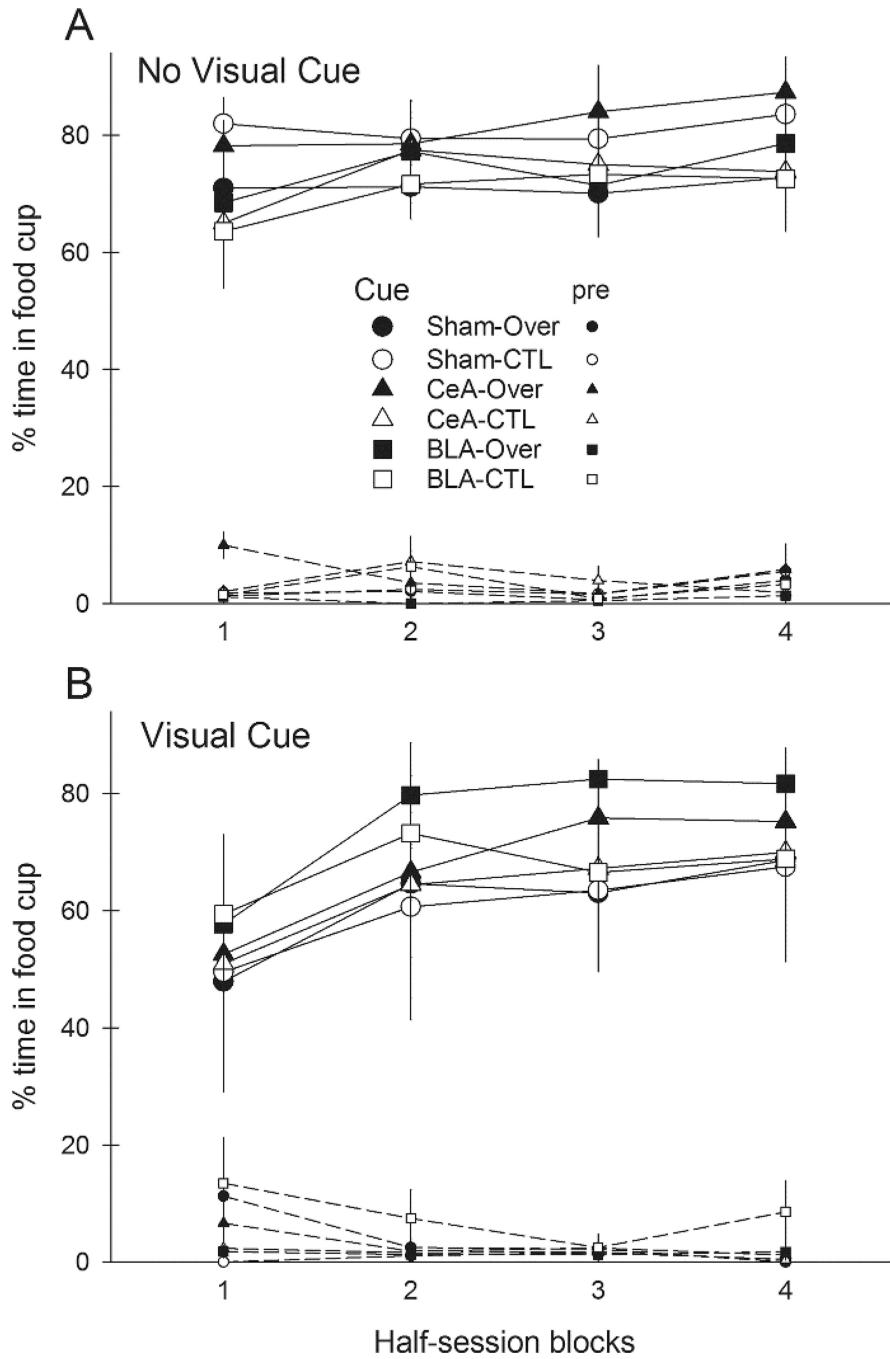 A
No Visual Cue
80
60
40
20
0
% time in food cup
Cue pre
Sham-Over
Sham-CTL
CeA-Over
CeA-CTL
BLA-Over
BLA-CTL
1 2 3 4
B
Visual Cue
80
60
40
20
0
% time in food cup
1 2 3 4
Half-session blocks